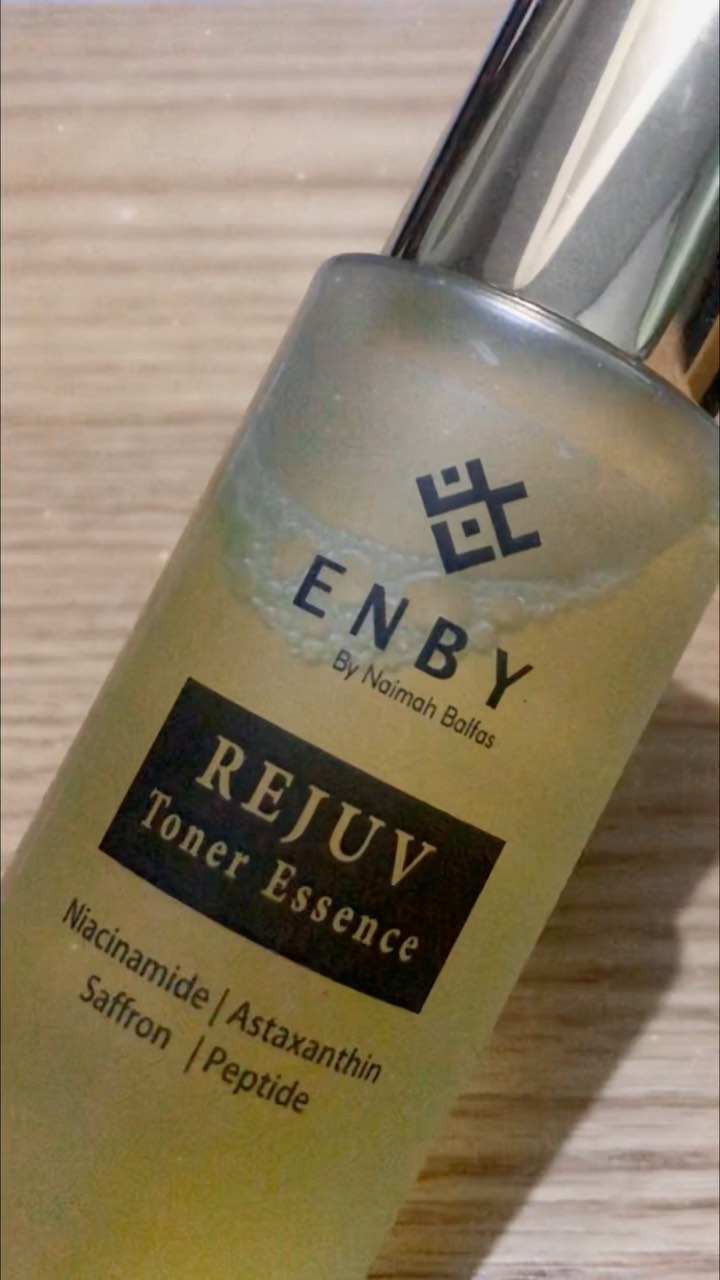 ENBY
By Naimah Balfas
REJUV
Toner Essence
Niacinamide | Astaxanthin
Saffron | Peptide